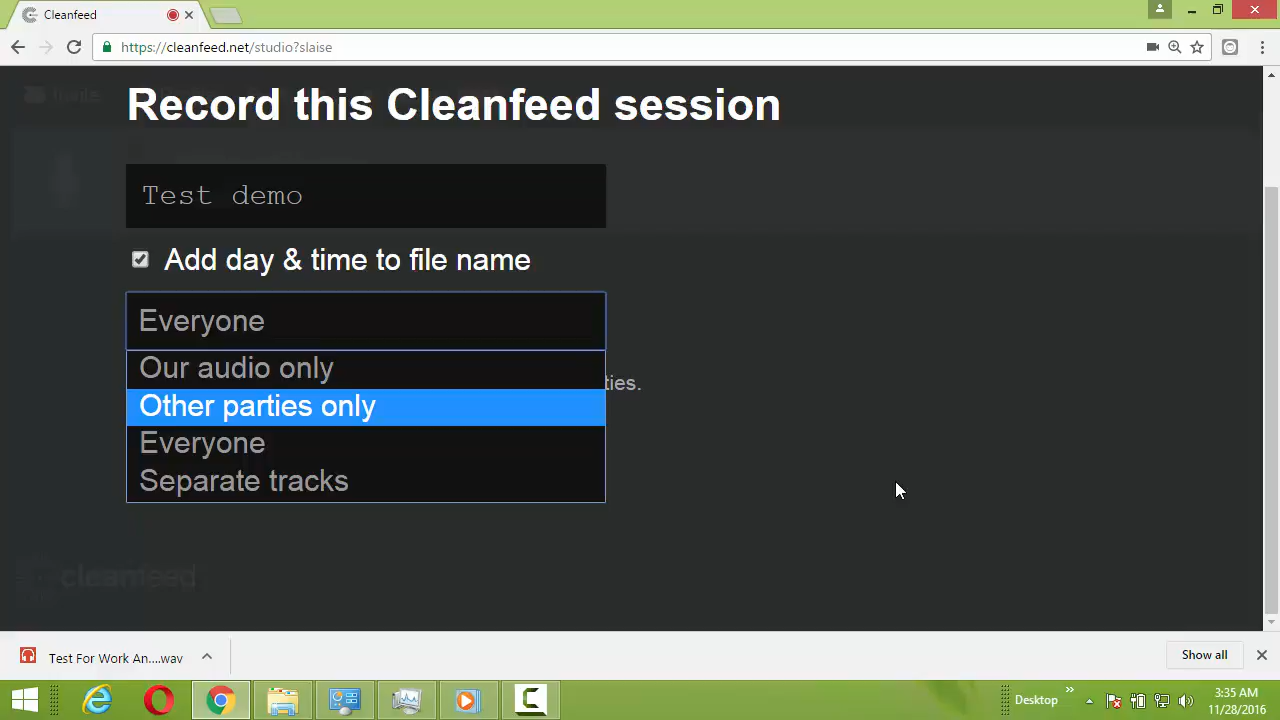 Cleanfeed
https://cleanfeed.net/studio?slaise
Record this Cleanfeed session
Test demo
Add day & time to file name
Everyone
Our audio only
ties.
Other parties only
Everyone
Separate tracks
cleanfeed
Test For Work An....wav
Show all
Desktop
3:35 AM
11/28/2016